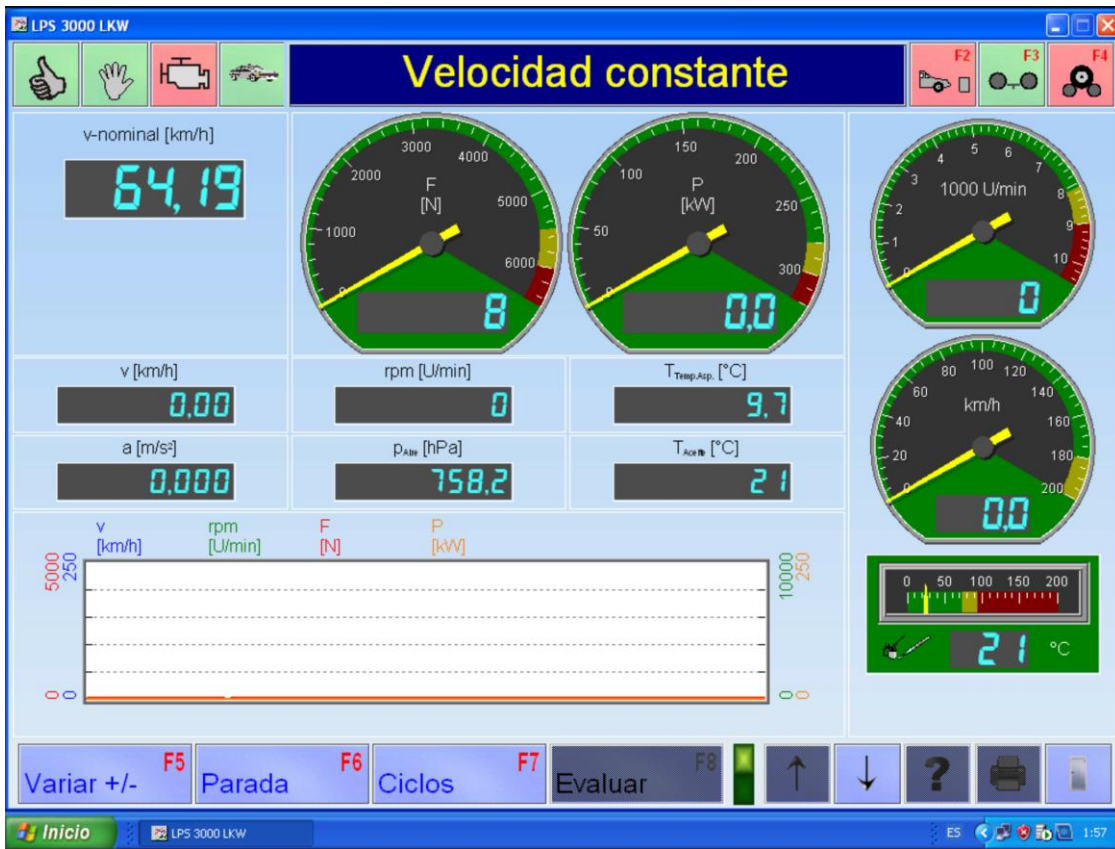 LPS 3000 LKW
Velocidad constante
F2
F3
F4
v-nominal [km/h]
64,19
1000
2000
3000
4000
5000
6000
0
F
[N]
8
0
50
100
150
200
250
300
P
[kW]
0,0
0
1
2
3
4
5
6
7
8
9
10
1000 U/min
0
v [km/h]
0,00
rpm [U/min]
0
T Temp.Asp. [°C]
9,7
a [m/s²]
0,000
[hPa]
758,2
[°C]
21
0
20
40
60
80
100
120
140
160
180
200
km/h
0,0
v
[km/h]
rpm
[U/min]
F
[N]
P
[kW]
5000
250
10000
250
0
0
0
0
0 50 100 150 200
21 °C
Variar +/- F5
Parada F6
Ciclos F7
Evaluar F8
?
Inicio
LPS 3000 LKW
ES
1:57